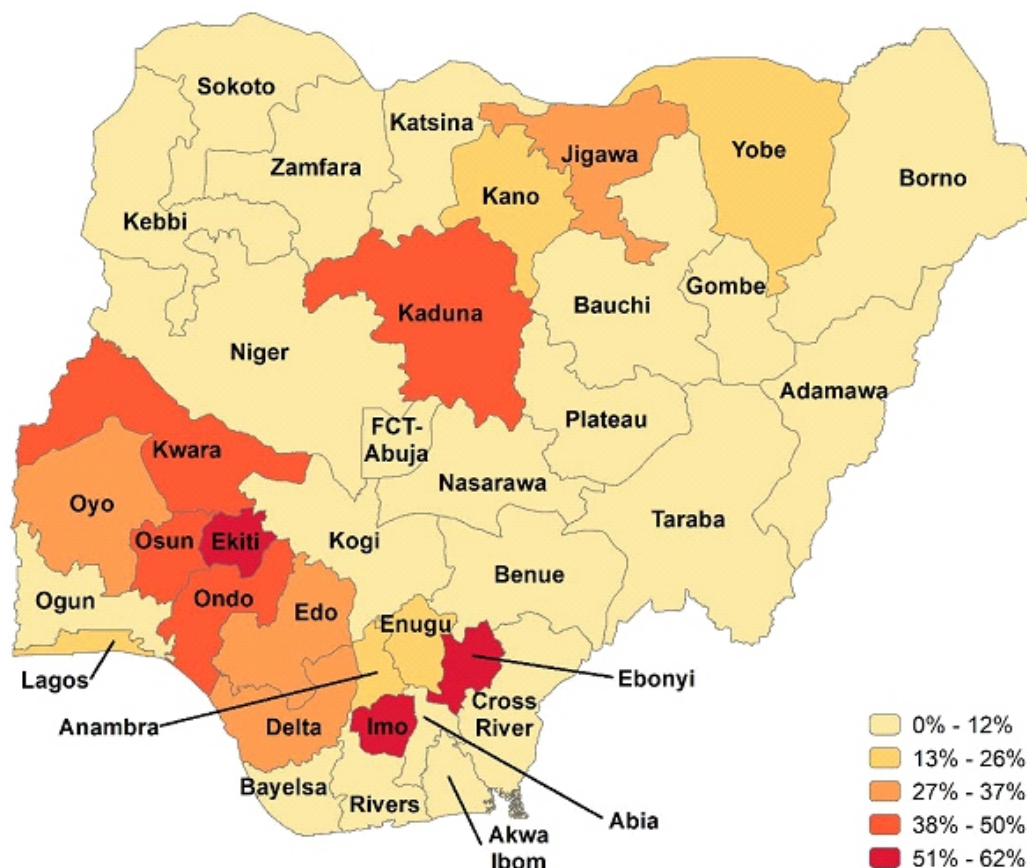 Sokoto
Katsina
Zamfara
Jigawa
Yobe
Kano
Borno
Kebbi
Gombe
Bauchi
Kaduna
Niger
Adamawa
Plateau
FCT-
Abuja
Kwara
Nasarawa
Oyo
Taraba
Osun
Ekiti
Kogi
Benue
Ogun
Ondo
Edo
Enugu
Lagos
Ebonyi
Anambra
Delta
Imo
Cross
River
Bayelsa
Rivers
Akwa
Ibom
Abia
0% - 12%
13% - 26%
27% - 37%
38% - 50%
51% - 62%